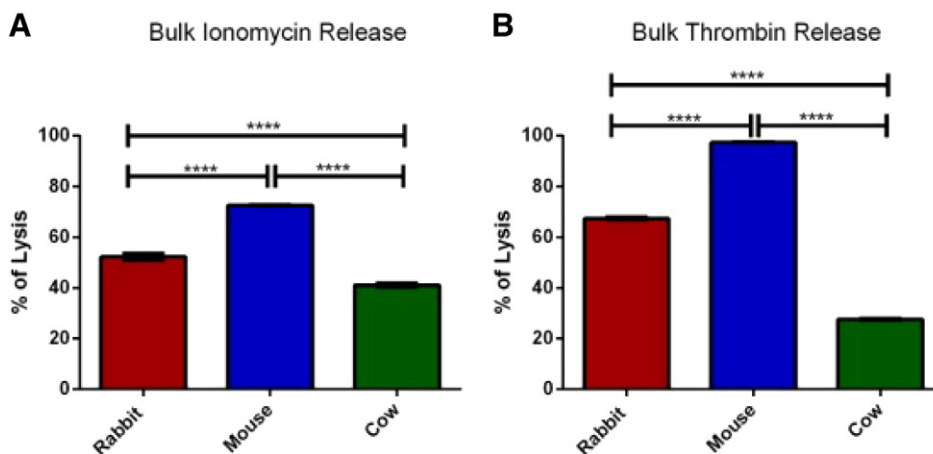 A
Bulk Ionomycin Release
% of Lysis
100
80
60
40
20
0
****
****
****
Rabbit
Mouse
Cow
B
Bulk Thrombin Release
% of Lysis
100
80
60
40
20
0
****
****
****
Rabbit
Mouse
Cow